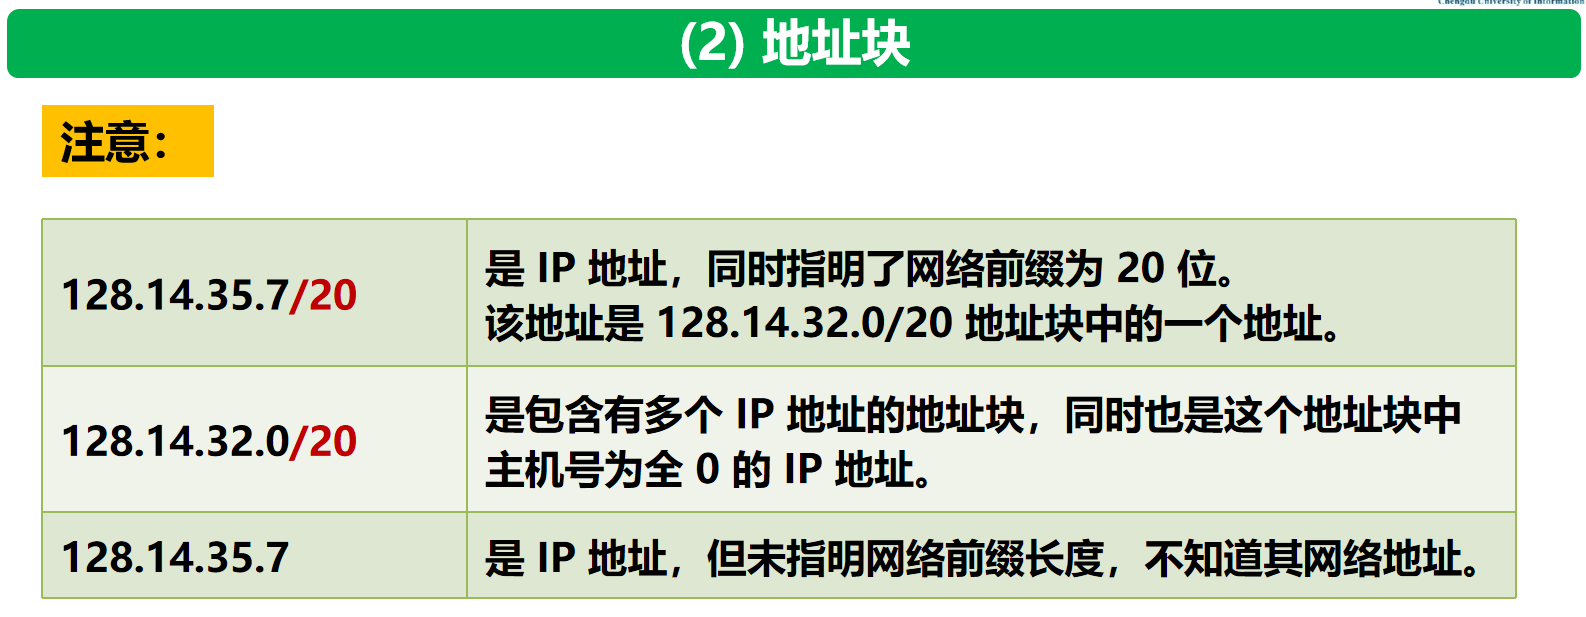 Chengdu University of Information
(2) 地址块
注意：
128.14.35.7/20
是 IP 地址，同时指明了网络前缀为 20 位。
该地址是 128.14.32.0/20 地址块中的一个地址。
128.14.32.0/20
是包含有多个 IP 地址的地址块，同时也是这个地址块中
主机号为全 0 的 IP 地址。
128.14.35.7
是 IP 地址，但未指明网络前缀长度，不知道其网络地址。